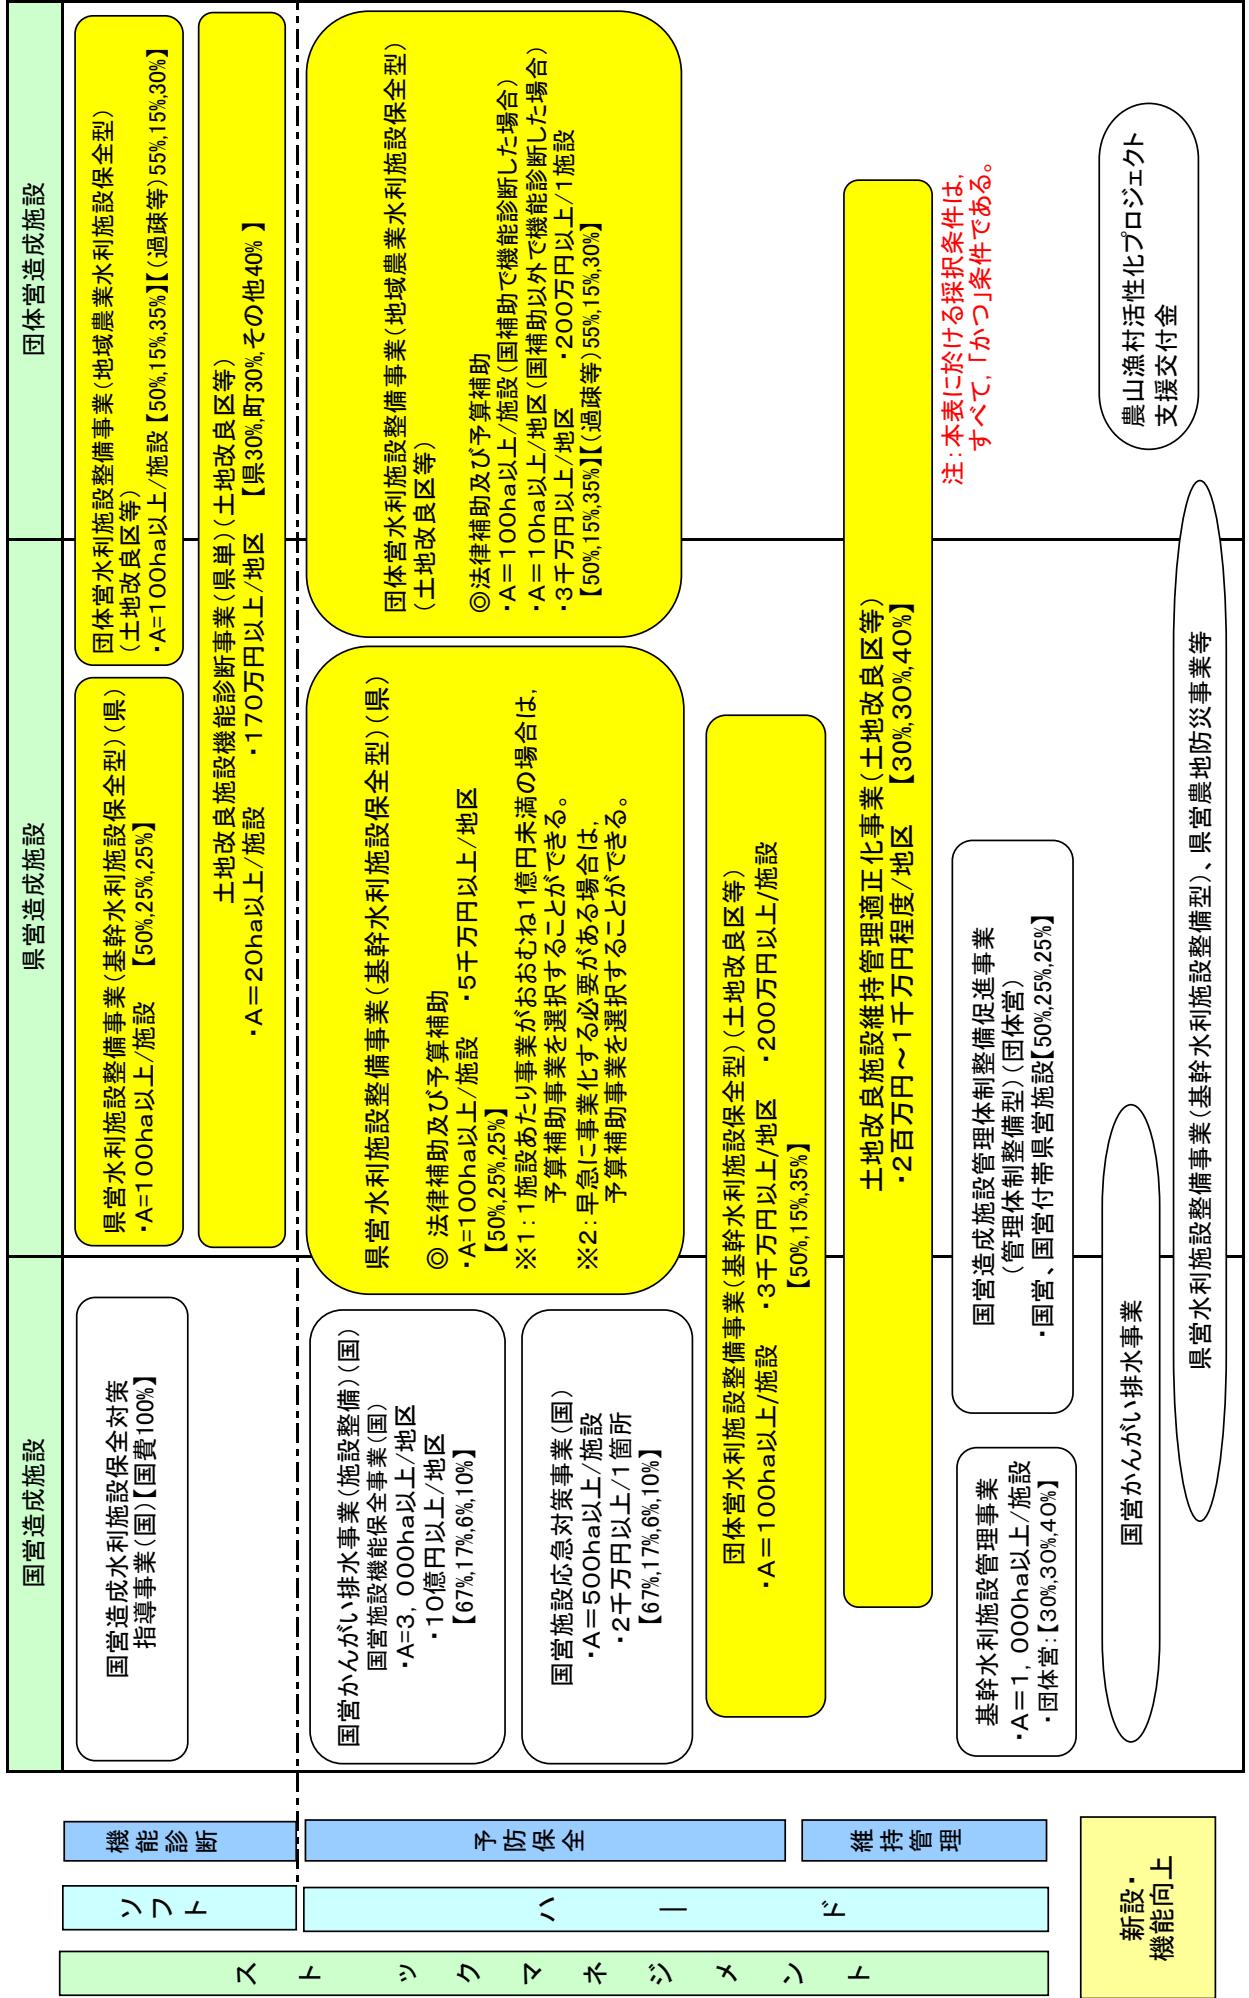 国営造成施設
県営造成施設
団体営造成施設
ストックマネジメント
ソフト
ハード
機能診断
予防保全
維持管理
新設・
機能向上
国営造成水利施設保全対策
指導事業(国)【国費100%】
県営水利施設整備事業(基幹水利施設保全型)(県)
・A=100ha以上/施設 【50%,25%,25%】
団体営水利施設整備事業(地域農業水利施設保全型)
(土地改良区等)
・A=100ha以上/施設【50%,15%,35%】【(過疎等)55%,15%,30%】
土地改良施設機能診断事業(県単)(土地改良区等)
・A=20ha以上/施設 ・170万円以上/地区 【県30%,町30%,その他40%】
国営かんがい排水事業(施設整備)(国)
国営施設機能保全事業(国)
・A=3,000ha以上/地区
・10億円以上/地区
【67%,17%,6%,10%】
国営施設応急対策事業(国)
・A=500ha以上/施設
・2千万円以上/1箇所
【67%,17%,6%,10%】
県営水利施設整備事業(基幹水利施設保全型)(県)
◎ 法律補助及び予算補助
・A=100ha以上/施設 ・5千万円以上/地区
【50%,25%,25%】
※1:1施設あたり事業がおおむね1億円未満の場合は,
予算補助事業を選択することができる。
※2:早急に事業化する必要がある場合は,
予算補助事業を選択することができる。
団体営水利施設整備事業(地域農業水利施設保全型)
(土地改良区等)
◎法律補助及び予算補助
・A=100ha以上/施設(国補助で機能診断した場合)
・A=10ha以上/地区(国補助以外で機能診断した場合)
・3千万円以上/地区 ・200万円以上/1施設
【50%,15%,35%】【(過疎等)55%,15%,30%】
団体営水利施設整備事業(基幹水利施設保全型)(土地改良区等)
・A=100ha以上/施設 ・3千万円以上/地区 ・200万円以上/施設
【50%,15%,35%】
土地改良施設維持管理適正化事業(土地改良区等)
・2百万円～1千万円程度/地区 【30%,30%,40%】
注:本表に於ける採択条件は,
すべて,「かつ」条件である。
基幹水利施設管理事業
・A=1,000ha以上/施設
・団体営:【30%,30%,40%】
国営造成施設管理体制整備促進事業
(管理体制整備型)(団体営)
・国営、国営付帯県営施設【50%,25%,25%】
国営かんがい排水事業
農山漁村活性化プロジェクト
支援交付金
県営水利施設整備事業(基幹水利施設整備型)、県営農地防災事業等